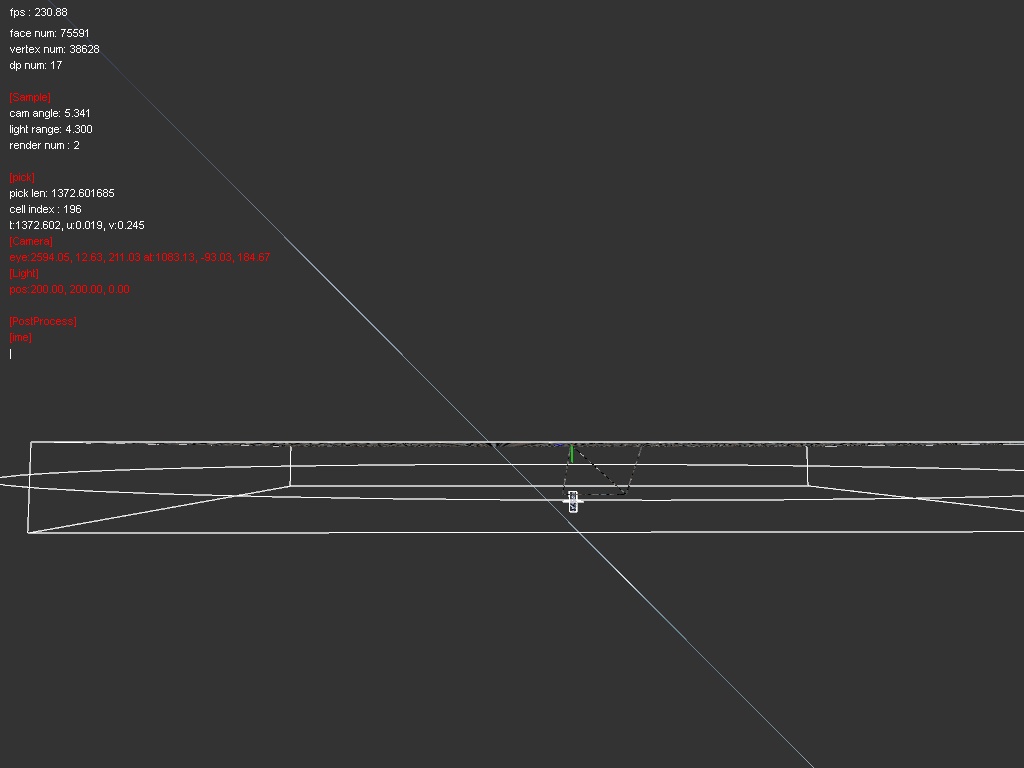 fps : 230.88
face num: 75591
vertex num: 38628
dp num: 17
[Sample]
cam angle: 5.341
light range: 4.300
render num : 2
[pick]
pick len: 1372.601685
cell index : 196
t:1372.602, u:0.019, v:0.245
[Camera]
eye:2594.05, 12.63, 211.03 at:1083.13, -93.03, 184.67
[Light]
pos:200.00, 200.00, 0.00
[PostProcess]
[ime]